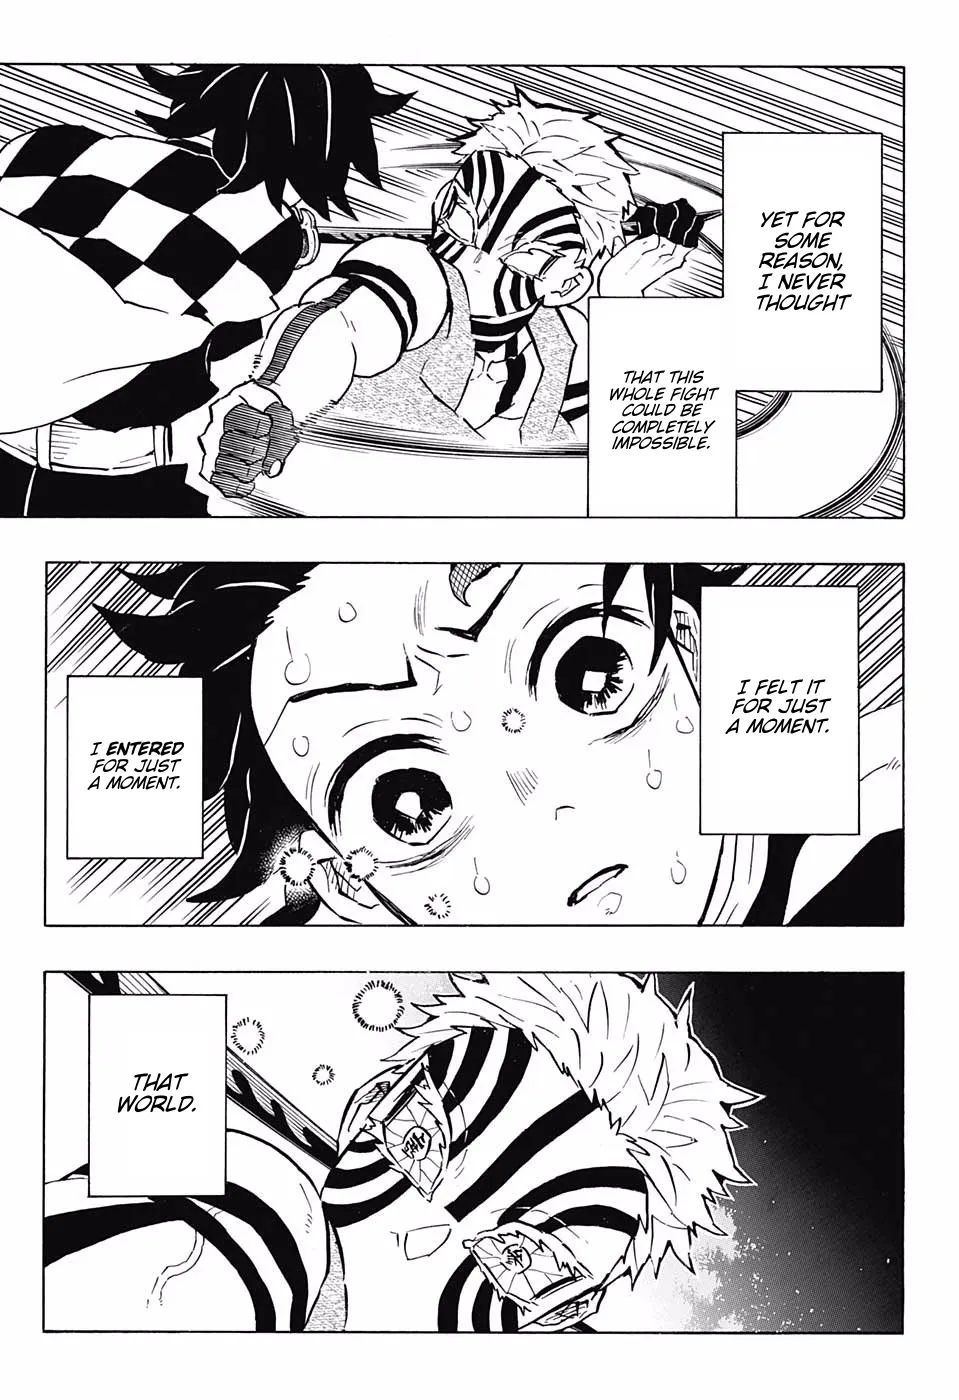 YET FOR
SOME
REASON,
I NEVER
THOUGHT
THAT THIS
WHOLE FIGHT
COULD BE
COMPLETELY
IMPOSSIBLE.
I FELT IT
FOR JUST
A MOMENT.
I ENTERED
FOR JUST
A MOMENT.
THAT
WORLD.